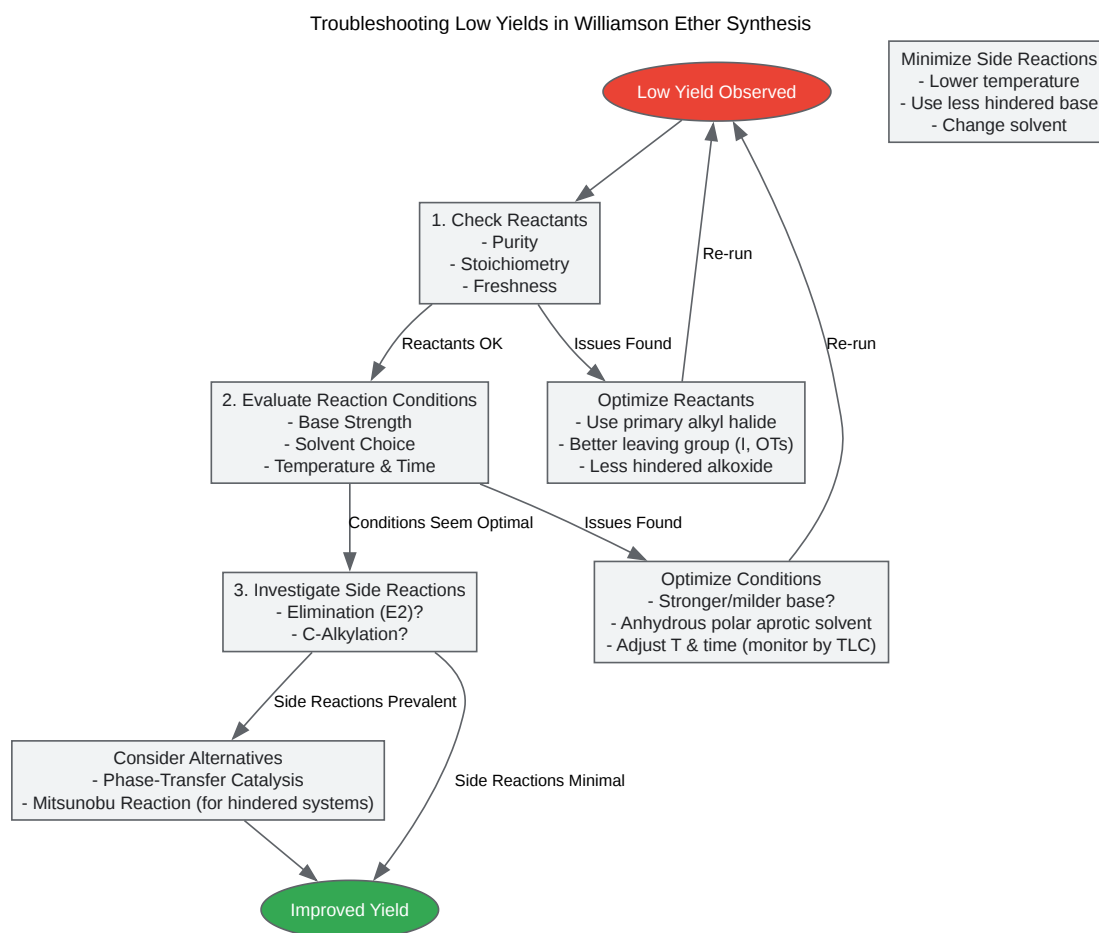 Troubleshooting Low Yields in Williamson Ether Synthesis
Minimize Side Reactions
- Lower temperature
- Use less hindered base
- Change solvent
Low Yield Observed
1. Check Reactants
- Purity
- Stoichiometry
- Freshness
Re-run
Re-run
Reactants OK
Issues Found
2. Evaluate Reaction Conditions
- Base Strength
- Solvent Choice
- Temperature & Time
Optimize Reactants
- Use primary alkyl halide
- Better leaving group (I, OTs)
- Less hindered alkoxide
Conditions Seem Optimal
Issues Found
3. Investigate Side Reactions
- Elimination (E2)?
- C-Alkylation?
Optimize Conditions
- Stronger/milder base?
- Anhydrous polar aprotic solvent
- Adjust T & time (monitor by TLC)
Side Reactions Prevalent
Side Reactions Minimal
Consider Alternatives
- Phase-Transfer Catalysis
- Mitsunobu Reaction (for hindered systems)
Improved Yield